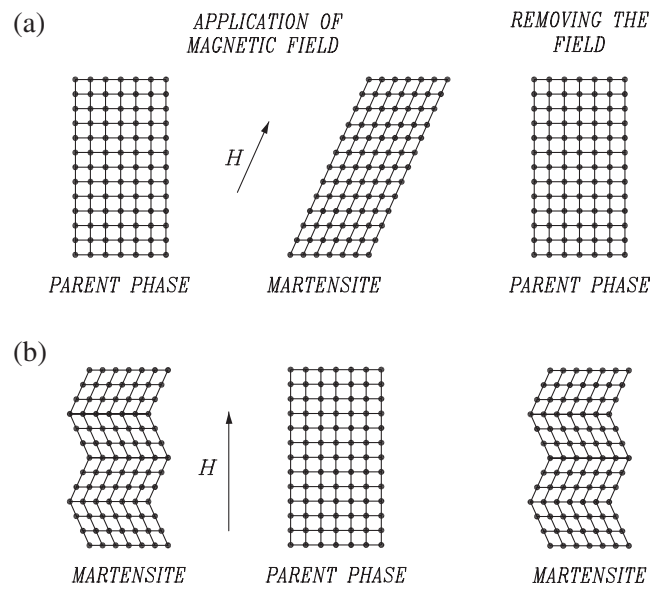 (a)
APPLICATION OF
MAGNETIC FIELD
REMOVING THE
FIELD
H
PARENT PHASE
MARTENSITE
PARENT PHASE
(b)
H
MARTENSITE
PARENT PHASE
MARTENSITE